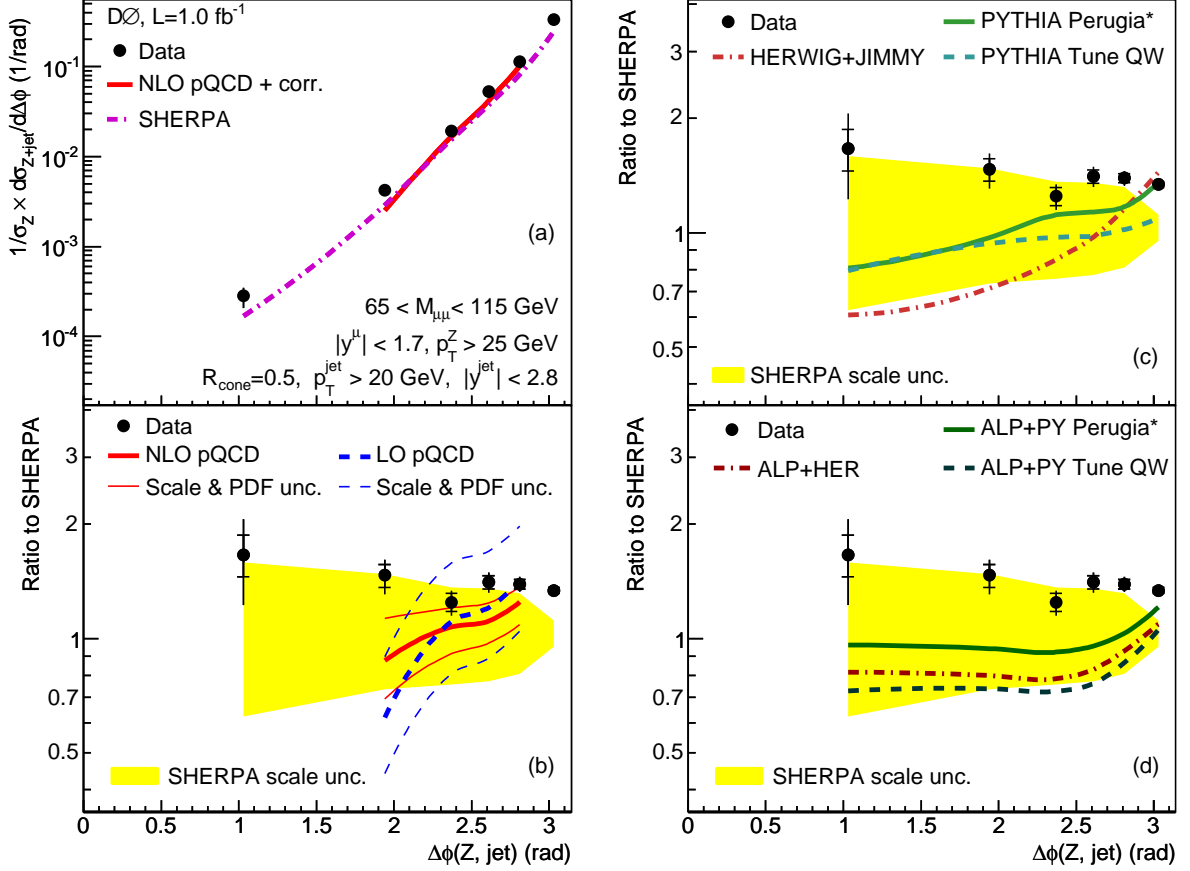 DØ, L=1.0 fb⁻¹
Data
NLO pQCD + corr.
SHERPA
1/σ_Z × dσ_Z+jet/dΔϕ (1/rad)
10⁻¹
10⁻²
10⁻³
10⁻⁴
(a)
65 < M_μμ < 115 GeV
|y^μ| < 1.7, p_T^Z > 25 GeV
R_cone=0.5, p_T^jet > 20 GeV, |y^jet| < 2.8
Ratio to SHERPA
Data
PYTHIA Perugia*
HERWIG+JIMMY
PYTHIA Tune QW
3
2
1
0.7
0.5
SHERPA scale unc.
(c)
Ratio to SHERPA
Data
NLO pQCD
LO pQCD
Scale & PDF unc.
Scale & PDF unc.
3
2
1
0.7
0.5
SHERPA scale unc.
(b)
0 0.5 1 1.5 2 2.5 3
Δϕ(Z, jet) (rad)
Ratio to SHERPA
Data
ALP+PY Perugia*
ALP+HER
ALP+PY Tune QW
3
2
1
0.7
0.5
SHERPA scale unc.
(d)
0 0.5 1 1.5 2 2.5 3
Δϕ(Z, jet) (rad)